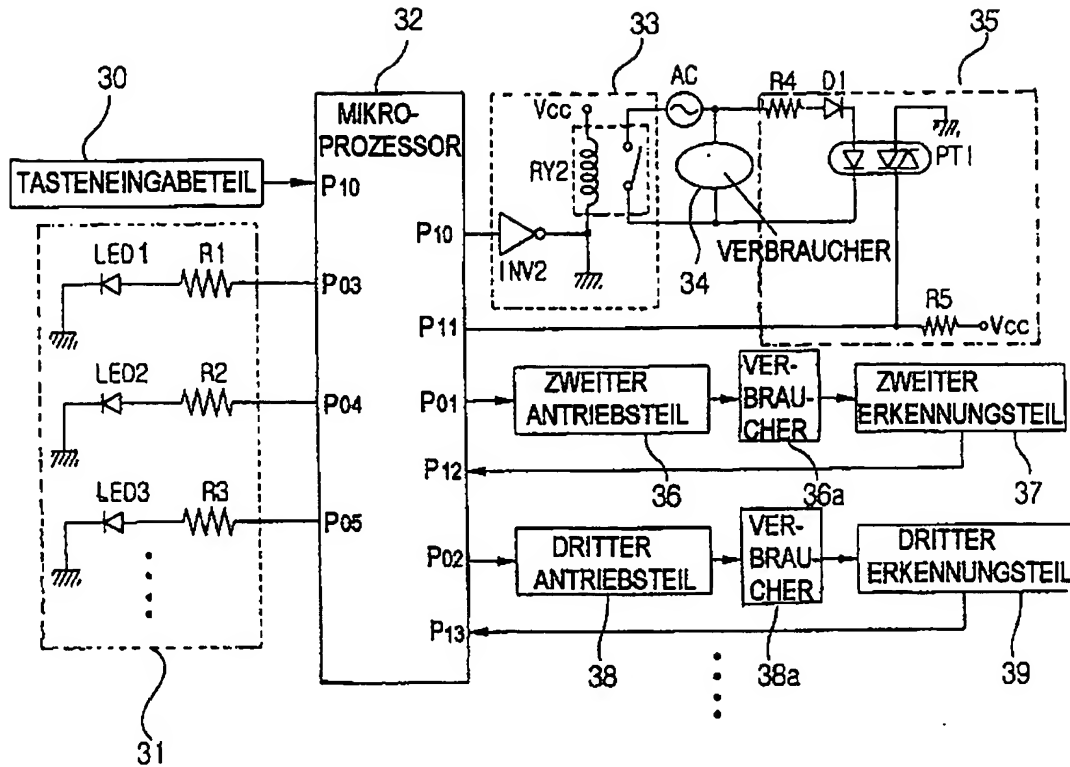 32
33
35
30
AC
R4
D1
Vcc
MIKRO-
PROZESSOR
PT1
RY2
TASTENEINGABETEIL
P10
P10
LED1
R1
INV2
34
VERBRAUCHER
P03
P11
R5
Vcc
LED2
R2
P04
P01
ZWEITER
ANTRIEBSTEIL
VER-
BRAU-
CHER
ZWEITER
ERKENNUNGSTEIL
P12
36
36a
37
LED3
R3
P05
P02
DRITTER
ANTRIEBSTEIL
VER-
BRAU-
CHER
DRITTER
ERKENNUNGSTEIL
P13
38
38a
39
31